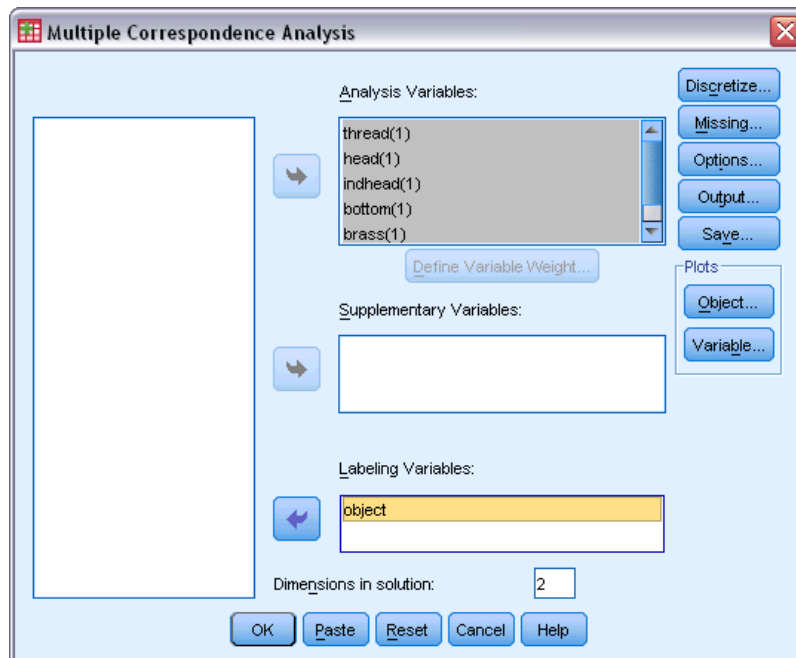 Multiple Correspondence Analysis
Analysis Variables:
thread(1)
head(1)
indhead(1)
bottom(1)
brass(1)
Define Variable Weight...
Supplementary Variables:
Labeling Variables:
object
Dimensions in solution:
2
Discretize...
Missing...
Options...
Output...
Save...
Plots
Object...
Variable...
OK
Paste
Reset
Cancel
Help